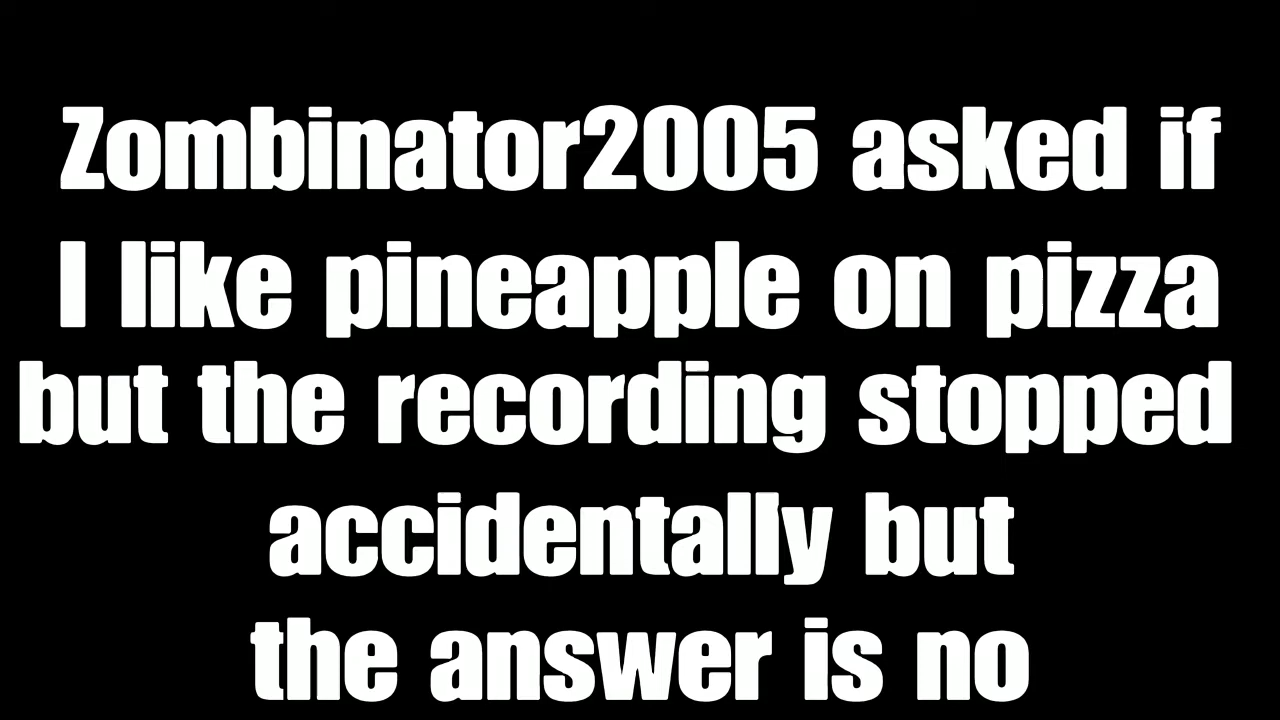 Zombinator2005 asked if
I like pineapple on pizza
but the recording stopped
accidentally but
the answer is no